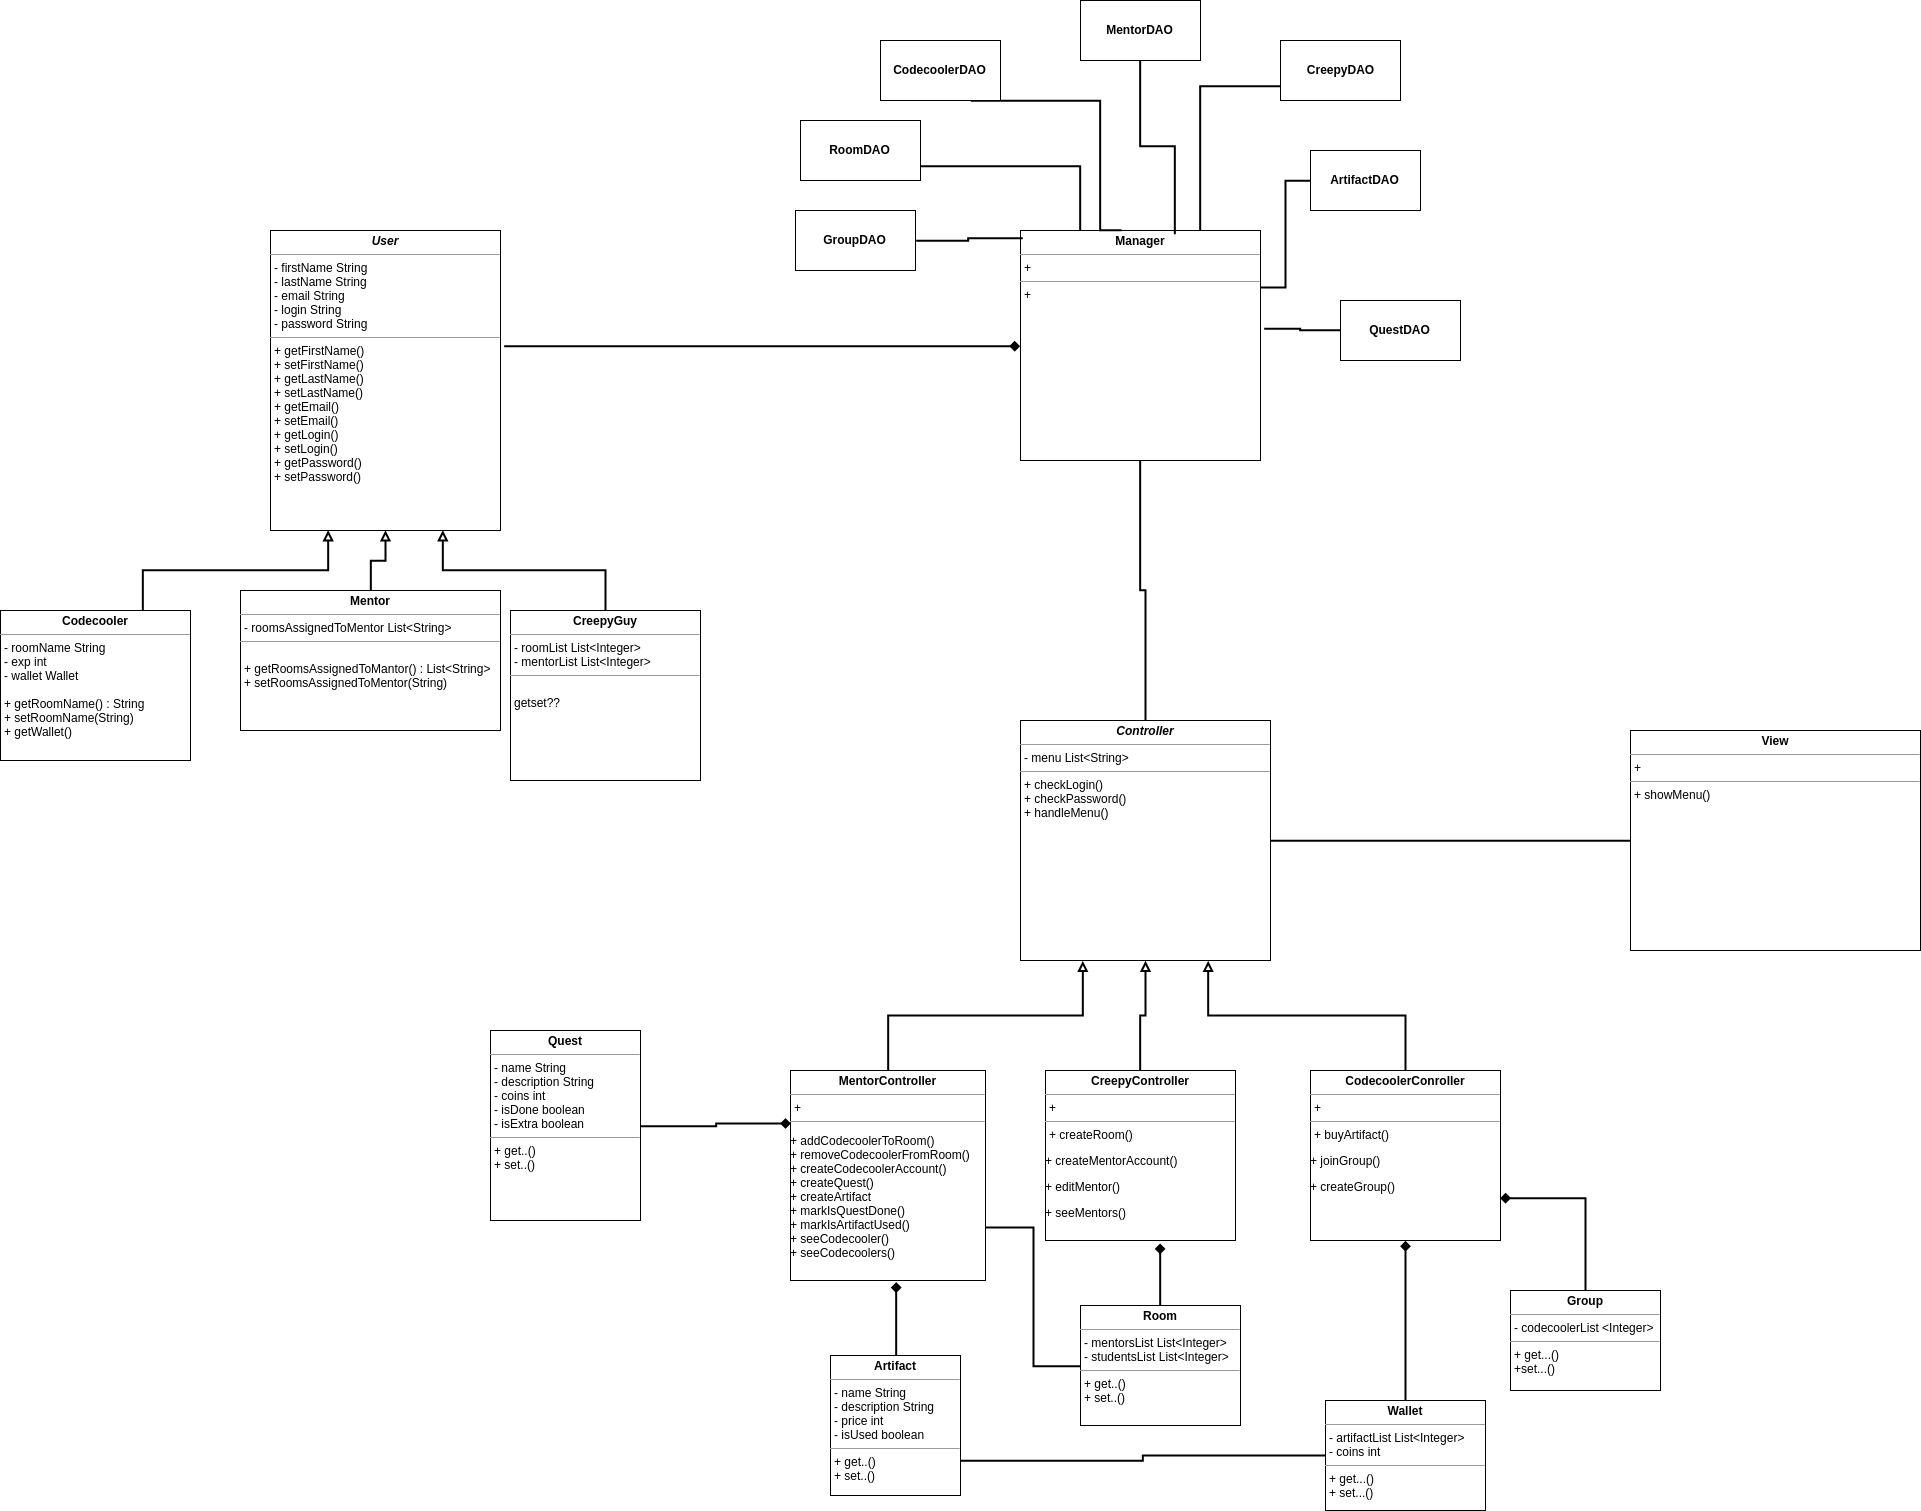 MentorDAO
CodecoolerDAO
CreepyDAO
RoomDAO
ArtifactDAO
GroupDAO
QuestDAO
User
- firstName String
- lastName String
- email String
- login String
- password String
+ getFirstName()
+ setFirstName()
+ getLastName()
+ setLastName()
+ getEmail()
+ setEmail()
+ getLogin()
+ setLogin()
+ getPassword()
+ setPassword()
Manager
+
+
Codecooler
- roomName String
- exp int
- wallet Wallet
+ getRoomName() : String
+ setRoomName(String)
+ getWallet()
Mentor
- roomsAssignedToMentor List<String>
+ getRoomsAssignedToMantor() : List<String>
+ setRoomsAssignedToMentor(String)
CreepyGuy
- roomList List<Integer>
- mentorList List<Integer>
getset??
Controller
- menu List<String>
+ checkLogin()
+ checkPassword()
+ handleMenu()
View
+
+ showMenu()
Quest
- name String
- description String
- coins int
- isDone boolean
- isExtra boolean
+ get..()
+ set..()
MentorController
+
+ addCodecoolerToRoom()
+ removeCodecoolerFromRoom()
+ createCodecoolerAccount()
+ createQuest()
+ createArtifact
+ markIsQuestDone()
+ markIsArtifactUsed()
+ seeCodecooler()
+ seeCodecoolers()
CreepyController
+
+ createRoom()
+ createMentorAccount()
+ editMentor()
+ seeMentors()
CodecoolerConroller
+
+ buyArtifact()
+ joinGroup()
+ createGroup()
Group
- codecoolerList <Integer>
+ get...()
+set...()
Room
- mentorsList List<Integer>
- studentsList List<Integer>
+ get..()
+ set..()
Artifact
- name String
- description String
- price int
- isUsed boolean
+ get..()
+ set..()
Wallet
- artifactList List<Integer>
- coins int
+ get...()
+ set...()